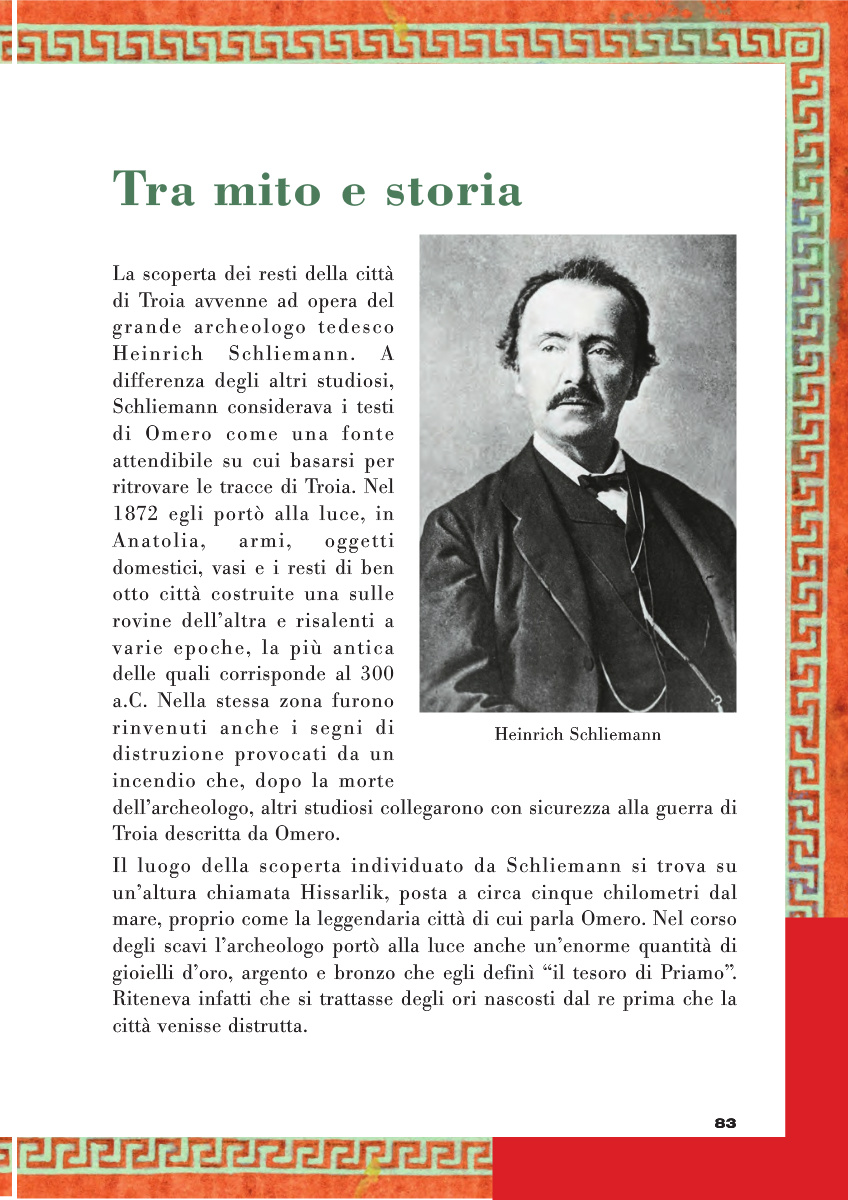 Tra mito e storia
La scoperta dei resti della città
di Troia avvenne ad opera del
grande archeologo tedesco
Heinrich Schliemann. A
differenza degli altri studiosi,
Schliemann considerava i testi
di Omero come una fonte
attendibile su cui basarsi per
ritrovare le tracce di Troia. Nel
1872 egli portò alla luce, in
Anatolia, armi, oggetti
domestici, vasi e i resti di ben
otto città costruite una sulle
rovine dell'altra e risalenti a
varie epoche, la più antica
delle quali corrisponde al 300
a.C. Nella stessa zona furono
rinvenuti anche i segni di
distruzione provocati da un
incendio che, dopo la morte
dell'archeologo, altri studiosi collegarono con sicurezza alla guerra di
Troia descritta da Omero.
Heinrich Schliemann
Il luogo della scoperta individuato da Schliemann si trova su
un'altura chiamata Hissarlik, posta a circa cinque chilometri dal
mare, proprio come la leggendaria città di cui parla Omero. Nel corso
degli scavi l'archeologo portò alla luce anche un'enorme quantità di
gioielli d'oro, argento e bronzo che egli definì “il tesoro di Priamo”.
Riteneva infatti che si trattasse degli ori nascosti dal re prima che la
città venisse distrutta.
83